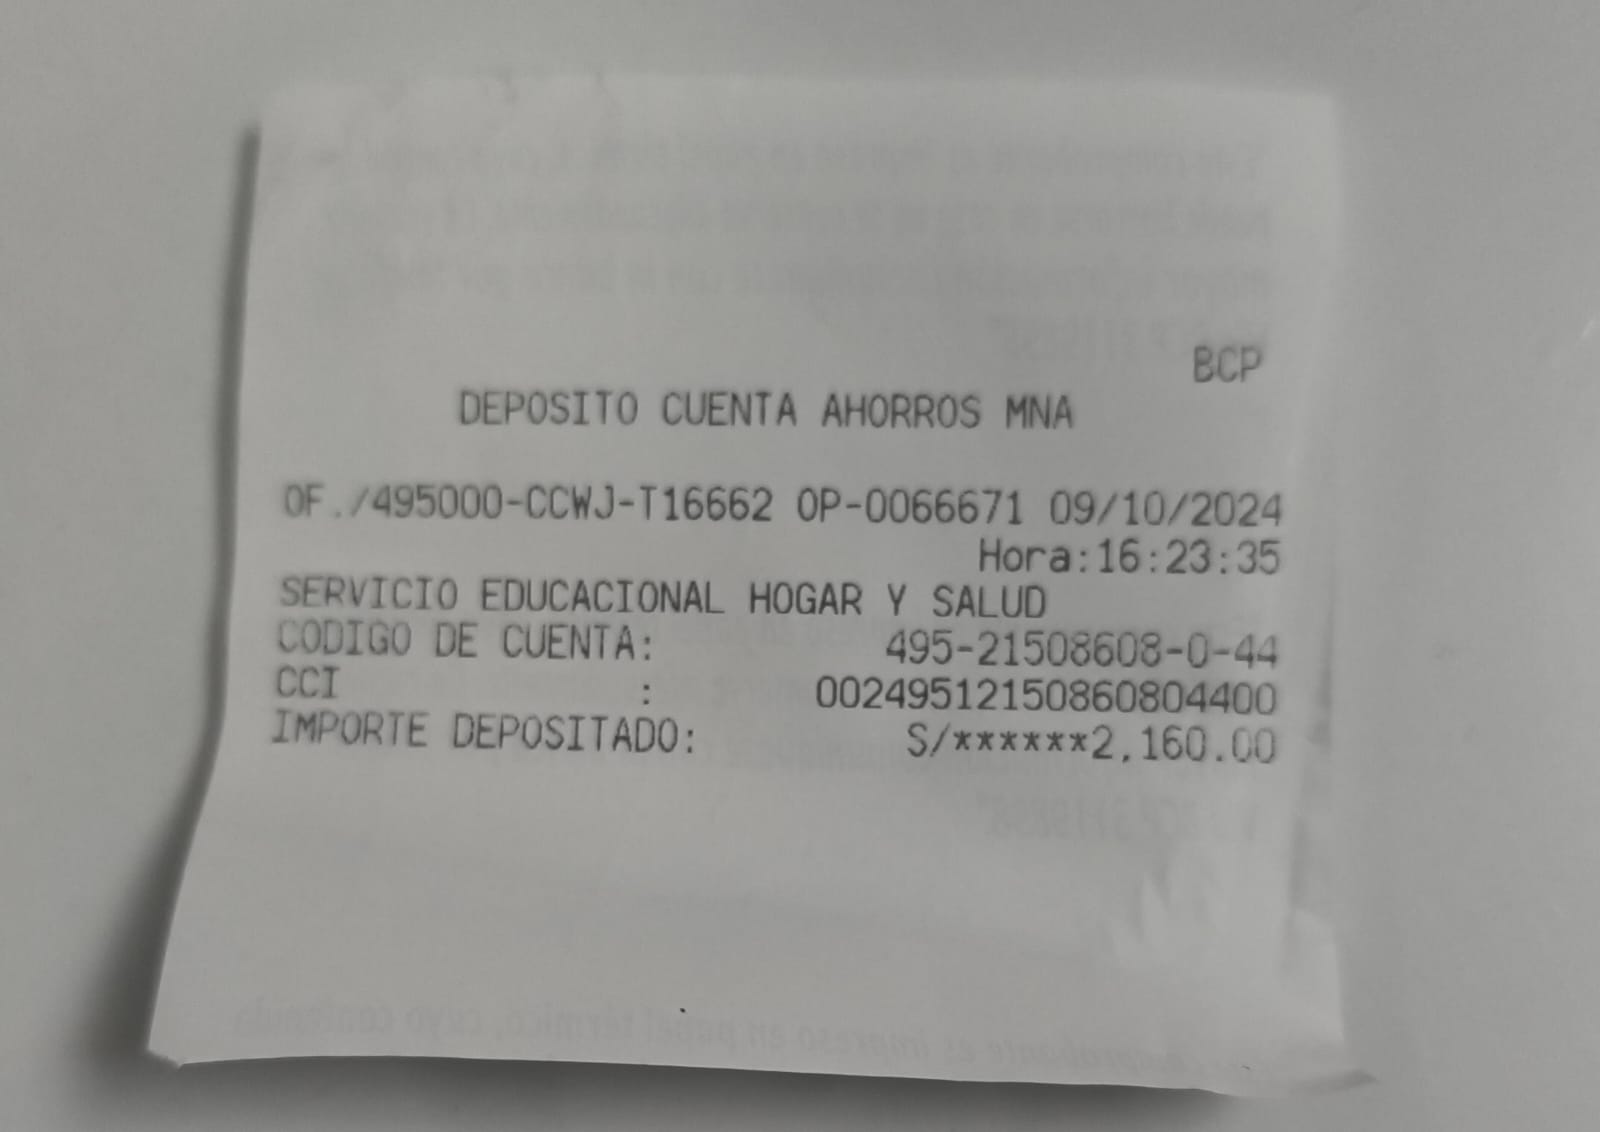 BCP
DEPOSITO CUENTA AHORROS MNA
OF./495000-CCWJ-T16662 OP-0066671 09/10/2024
Hora:16:23:35
SERVICIO EDUCACIONAL HOGAR Y SALUD
CODIGO DE CUENTA: 495-21508608-0-44
CCI : 00249512150860804400
IMPORTE DEPOSITADO: S/******2,160.00